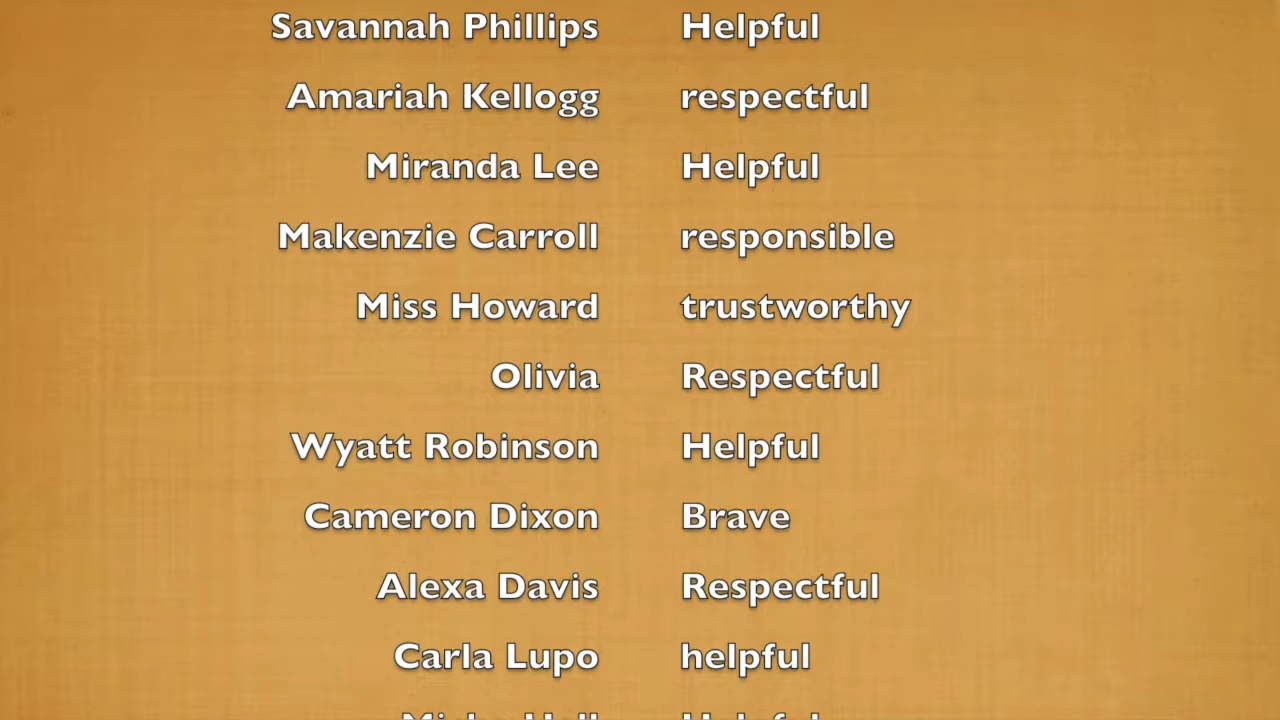 Savannah Phillips Helpful
Amariah Kellogg respectful
Miranda Lee Helpful
Makenzie Carroll responsible
Miss Howard trustworthy
Olivia Respectful
Wyatt Robinson Helpful
Cameron Dixon Brave
Alexa Davis Respectful
Carla Lupo helpful